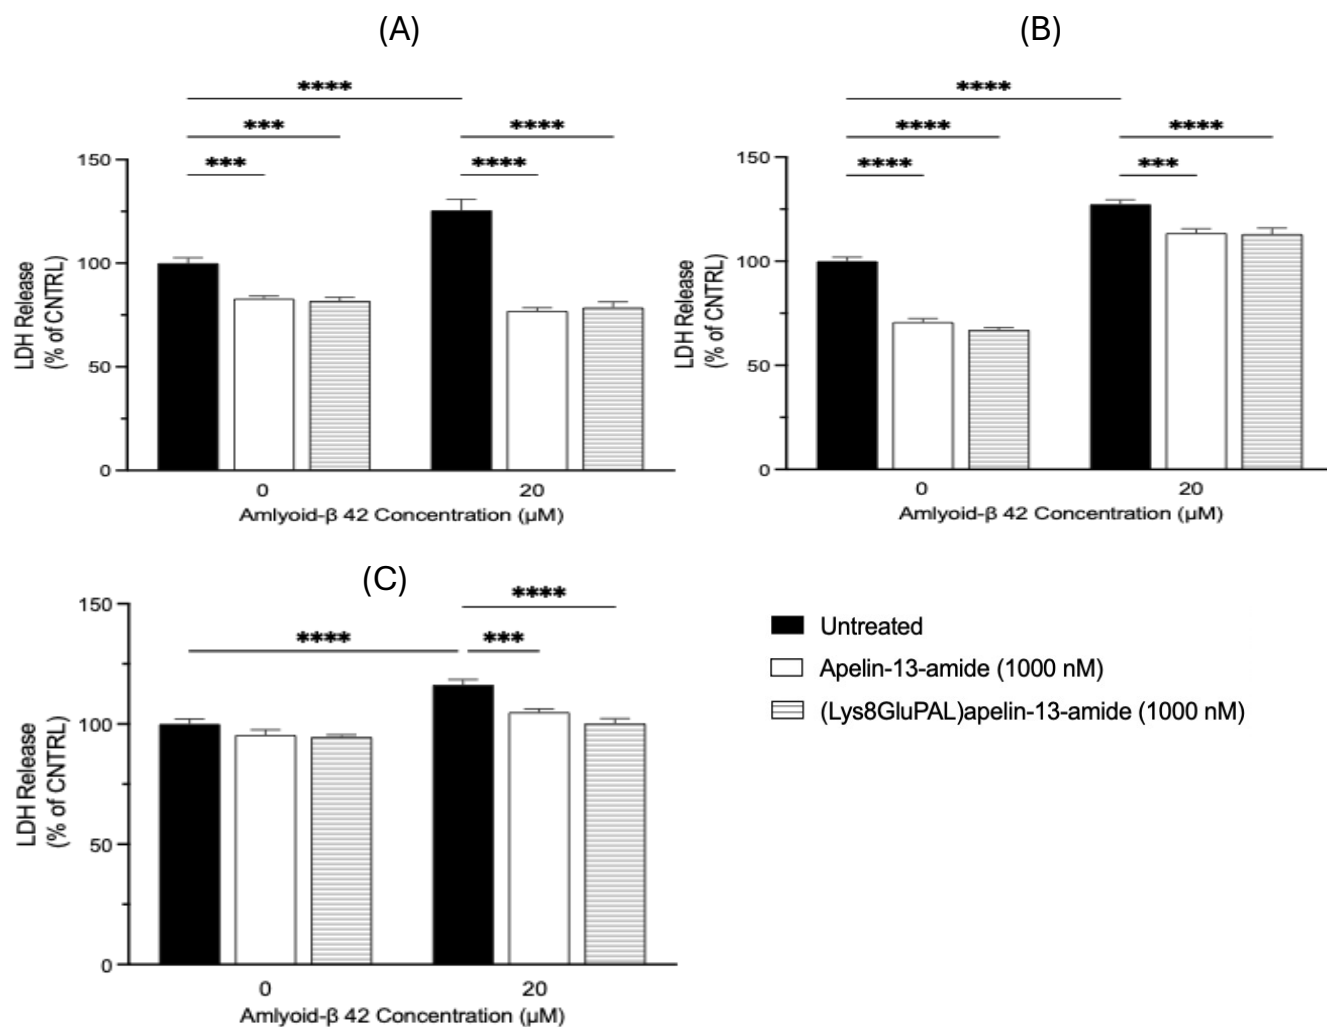 (A)
****
***
****
***
****
150
100
50
0
LDH Release
(% of CNTRL)
0
20
Amlyoid-β 42 Concentration (μM)
(B)
****
****
****
****
***
150
100
50
0
LDH Release
(% of CNTRL)
0
20
Amlyoid-β 42 Concentration (μM)
(C)
****
****
***
150
100
50
0
LDH Release
(% of CNTRL)
0
20
Amlyoid-β 42 Concentration (μM)
Untreated
Apelin-13-amide (1000 nM)
(Lys8GluPAL)apelin-13-amide (1000 nM)